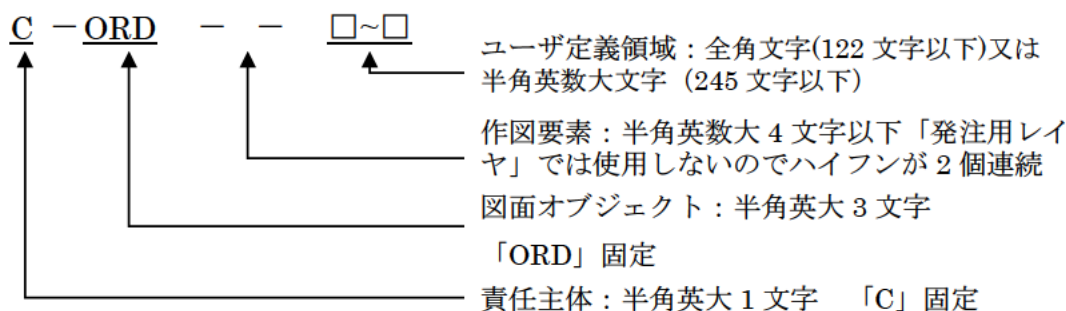 C －ORD － － □~□
ユーザ定義領域：全角文字(122 文字以下)又は
半角英数大文字（245 文字以下）
作図要素：半角英数大 4 文字以下「発注用レイ
ヤ」では使用しないのでハイフンが 2 個連続
図面オブジェクト：半角英大 3 文字
「ORD」固定
責任主体：半角英大 1 文字　「C」固定